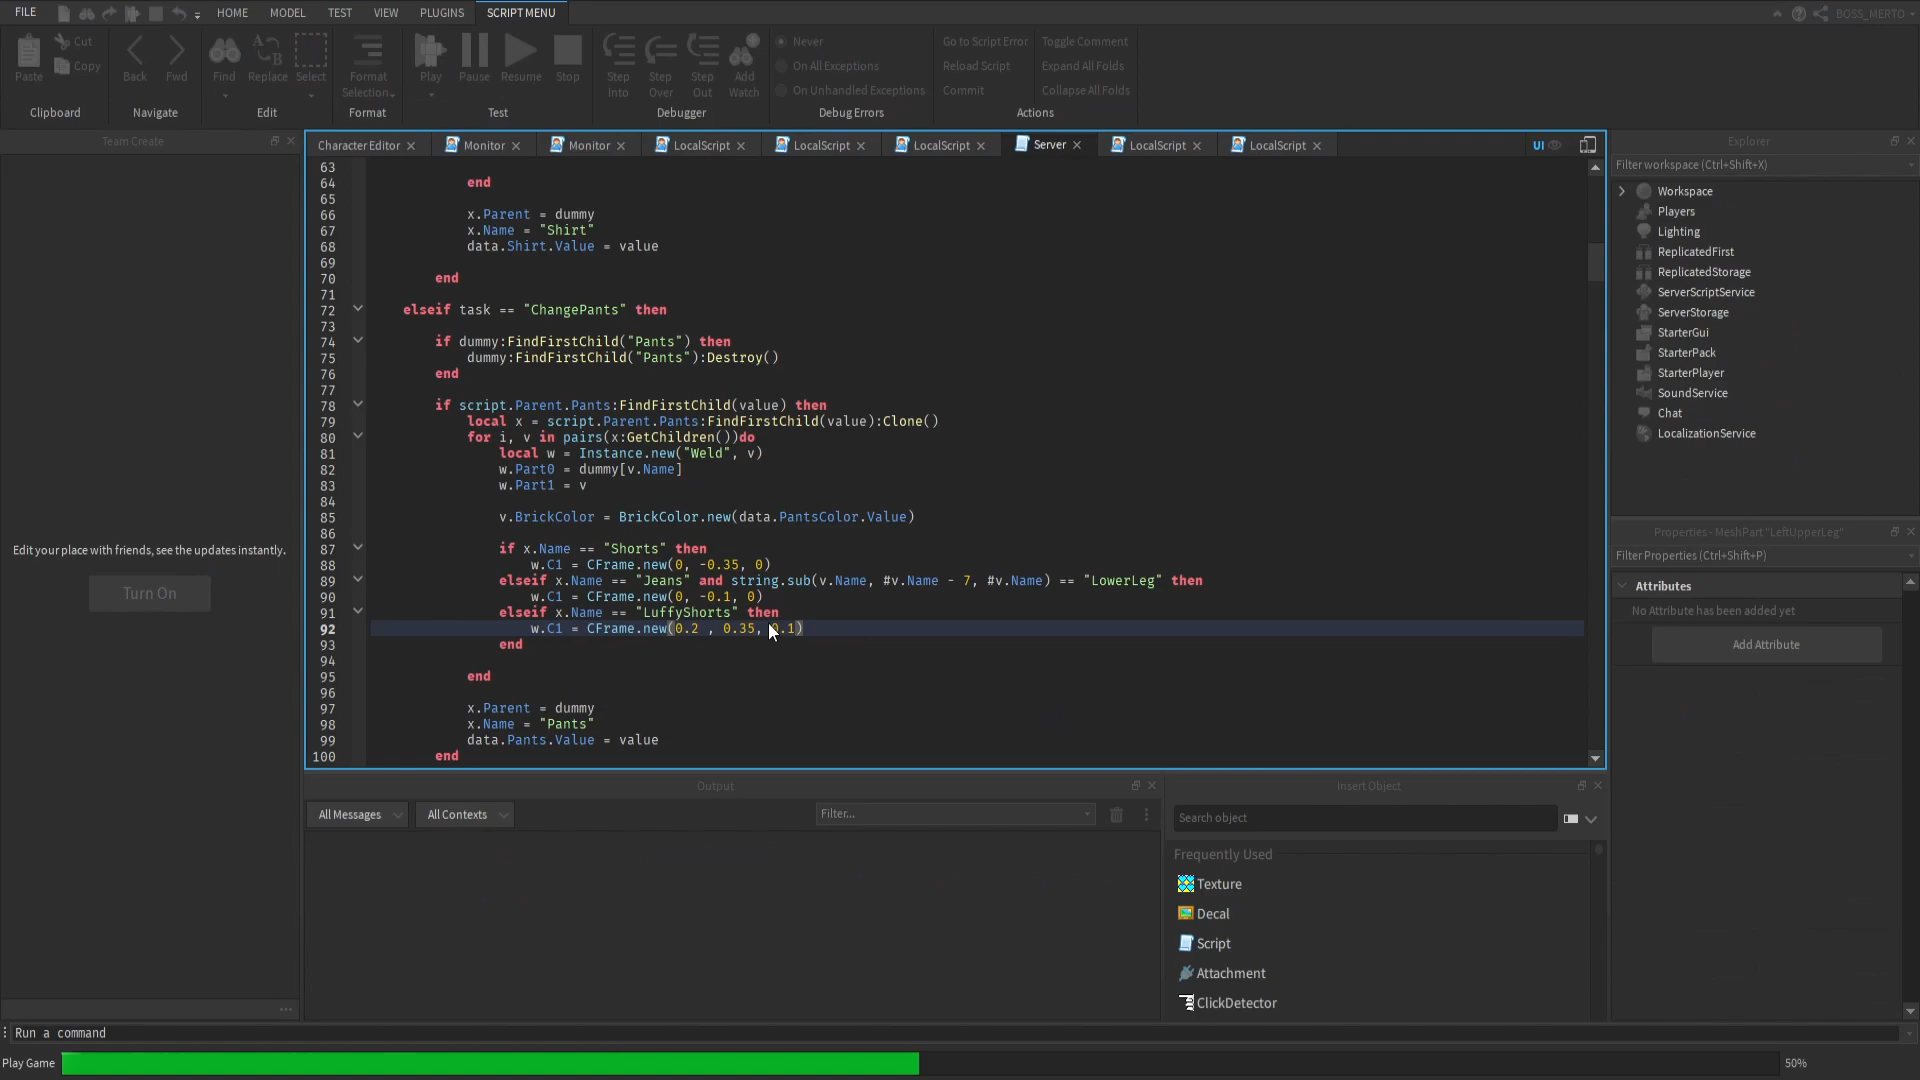 FILE
HOME
MODEL
TEST
VIEW
PLUGINS
SCRIPT MENU
BOSS_MERTO
Paste
Cut
Copy
Clipboard
Back
Fwd
Navigate
Find
Replace
Select
Edit
Format
Selection
Format
Play
Pause
Resume
Stop
Test
Step
Into
Step
Over
Step
Out
Add
Watch
Debugger
Never
On All Exceptions
On Unhandled Exceptions
Debug Errors
Go to Script Error
Reload Script
Commit
Toggle Comment
Expand All Folds
Collapse All Folds
Actions
Team Create
Edit your place with friends, see the updates instantly.
Turn On
Character Editor
Monitor
Monitor
LocalScript
LocalScript
LocalScript
Server
LocalScript
LocalScript
UI
63
64 end
65
66 x.Parent = dummy
67 x.Name = "Shirt"
68 data.Shirt.Value = value
69
70 end
71
72 elseif task == "ChangePants" then
73
74 if dummy:FindFirstChild("Pants") then
75 dummy:FindFirstChild("Pants"):Destroy()
76 end
77
78 if script.Parent.Pants:FindFirstChild(value) then
79 local x = script.Parent.Pants:FindFirstChild(value):Clone()
80 for i, v in pairs(x:GetChildren())do
81 local w = Instance.new("Weld", v)
82 w.Part0 = dummy[v.Name]
83 w.Part1 = v
84
85 v.BrickColor = BrickColor.new(data.PantsColor.Value)
86
87 if x.Name == "Shorts" then
88 w.C1 = CFrame.new(0, -0.35, 0)
89 elseif x.Name == "Jeans" and string.sub(v.Name, #v.Name - 7, #v.Name) == "LowerLeg" then
90 w.C1 = CFrame.new(0, -0.1, 0)
91 elseif x.Name == "LuffyShorts" then
92 w.C1 = CFrame.new(0.2 , 0.35, 0.1)
93 end
94
95 end
96
97 x.Parent = dummy
98 x.Name = "Pants"
99 data.Pants.Value = value
100 end
Output
All Messages
All Contexts
Filter...
Insert Object
Search object
Frequently Used
Texture
Decal
Script
Attachment
ClickDetector
Explorer
Filter workspace (Ctrl+Shift+X)
Workspace
Players
Lighting
ReplicatedFirst
ReplicatedStorage
ServerScriptService
ServerStorage
StarterGui
StarterPack
StarterPlayer
SoundService
Chat
LocalizationService
Properties - MeshPart "LeftUpperLeg"
Filter Properties (Ctrl+Shift+P)
Attributes
No Attribute has been added yet
Add Attribute
Run a command
Play Game
50%